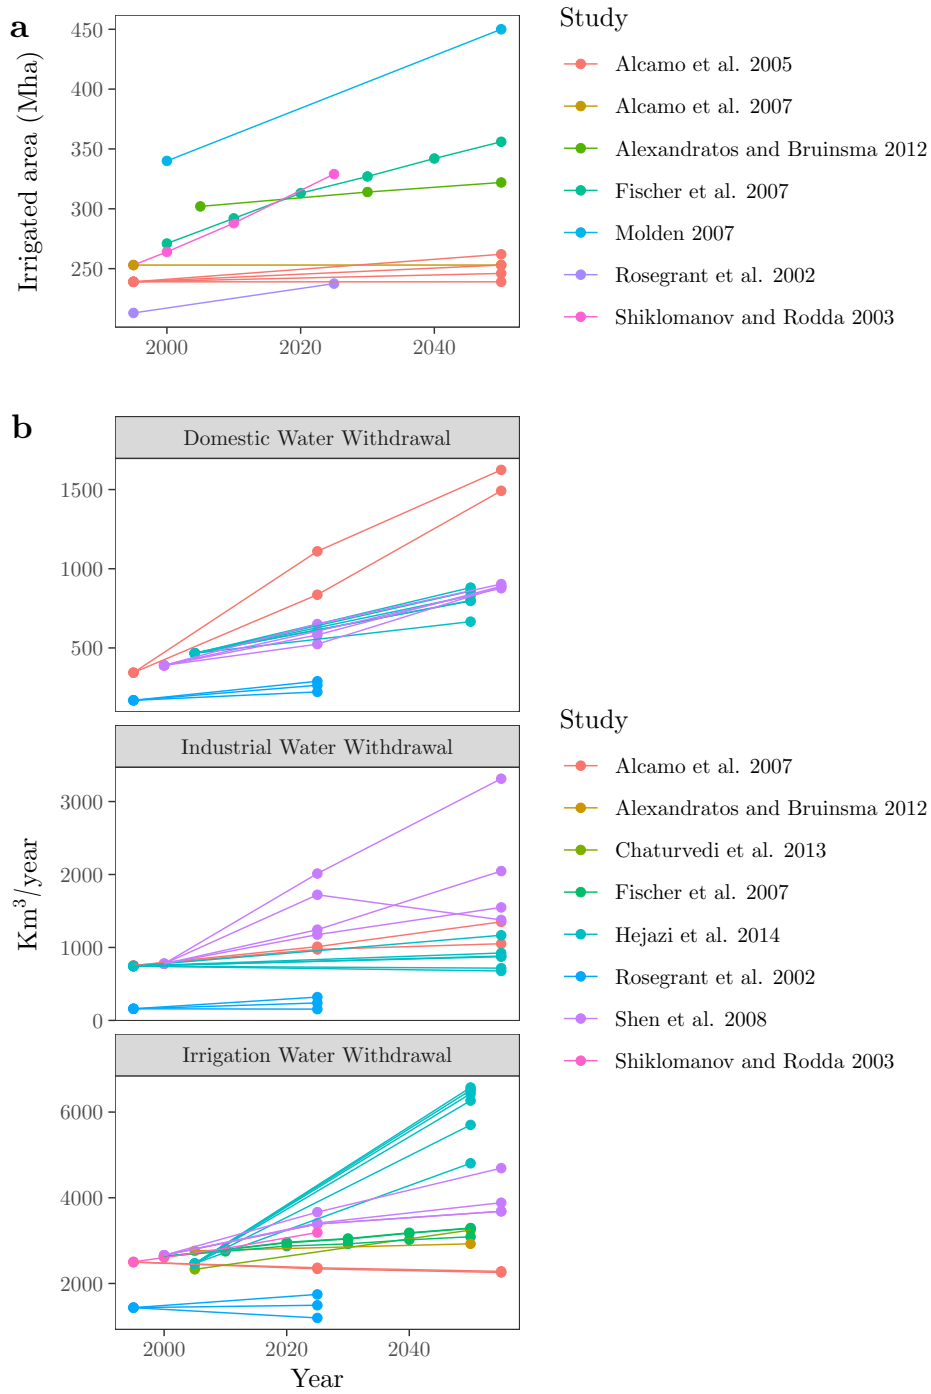 a
Irrigated area (Mha)
450
400
350
300
250
2000
2020
2040
Study
Alcamo et al. 2005
Alcamo et al. 2007
Alexandratos and Bruinsma 2012
Fischer et al. 2007
Molden 2007
Rosegrant et al. 2002
Shiklomanov and Rodda 2003
b
Domestic Water Withdrawal
1500
1000
500
Industrial Water Withdrawal
Km³/year
3000
2000
1000
0
Irrigation Water Withdrawal
6000
4000
2000
2000
2020
2040
Year
Study
Alcamo et al. 2007
Alexandratos and Bruinsma 2012
Chaturvedi et al. 2013
Fischer et al. 2007
Hejazi et al. 2014
Rosegrant et al. 2002
Shen et al. 2008
Shiklomanov and Rodda 2003